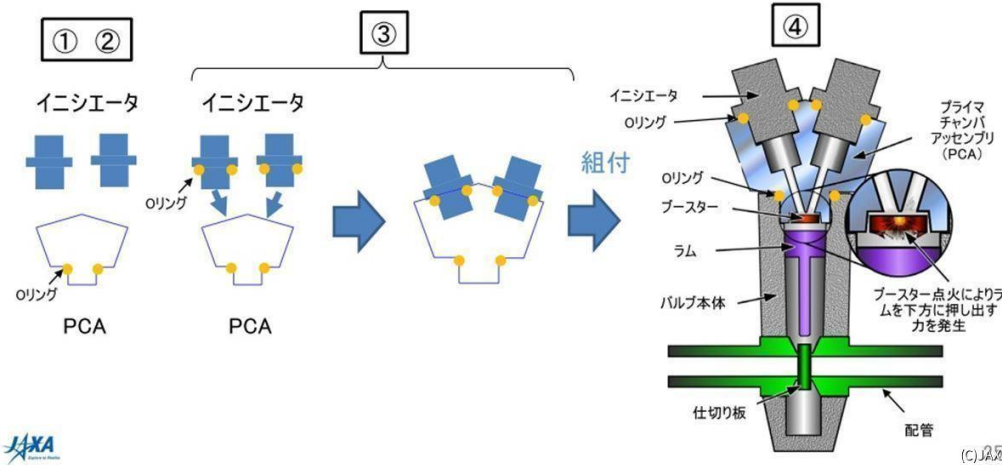 ① ②
③
④
イニシエータ
イニシエータ
Oリング
Oリング
PCA
PCA
組付
イニシエータ
Oリング
プライマ
チャンバ
アッセンブリ
(PCA)
Oリング
ブースター
ラム
バルブ本体
ブースター点火によりラ
ムを下方に押し出す
力を発生
仕切り板
配管
JAXA
Explore to Realize
(C)JAX